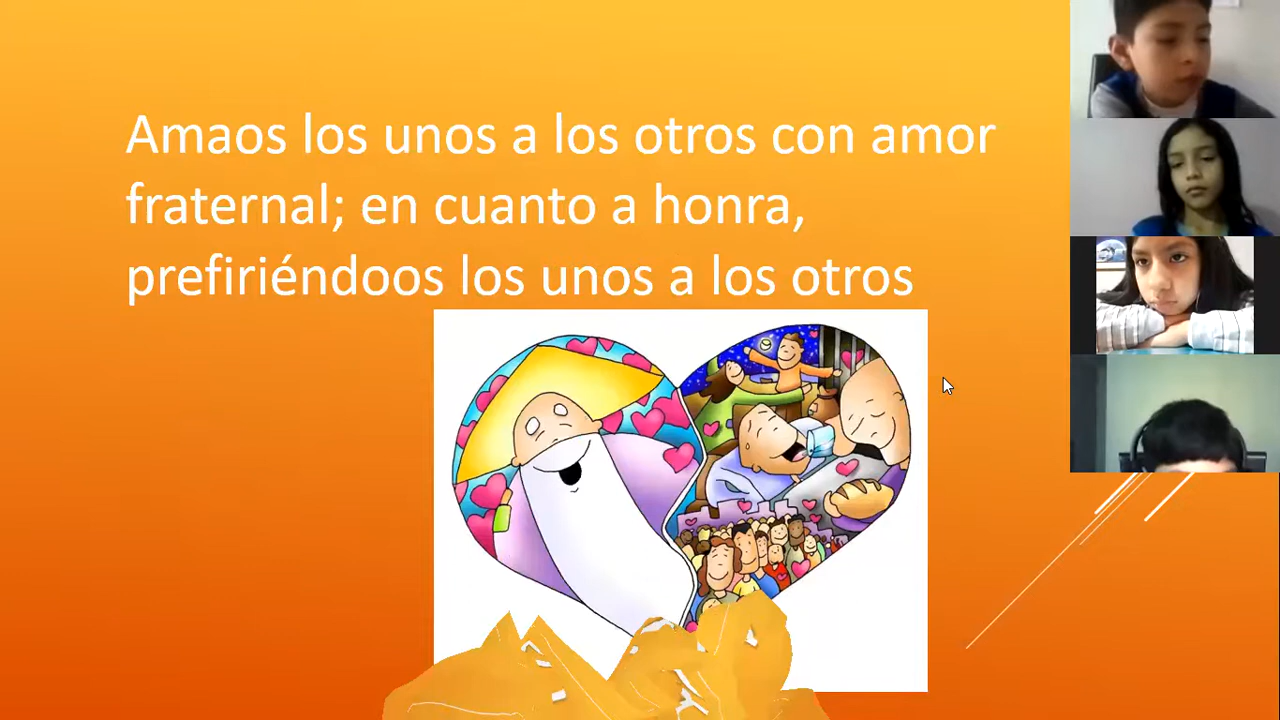 Amaos los unos a los otros con amor
fraternal; en cuanto a honra,
prefiriéndoos los unos a los otros